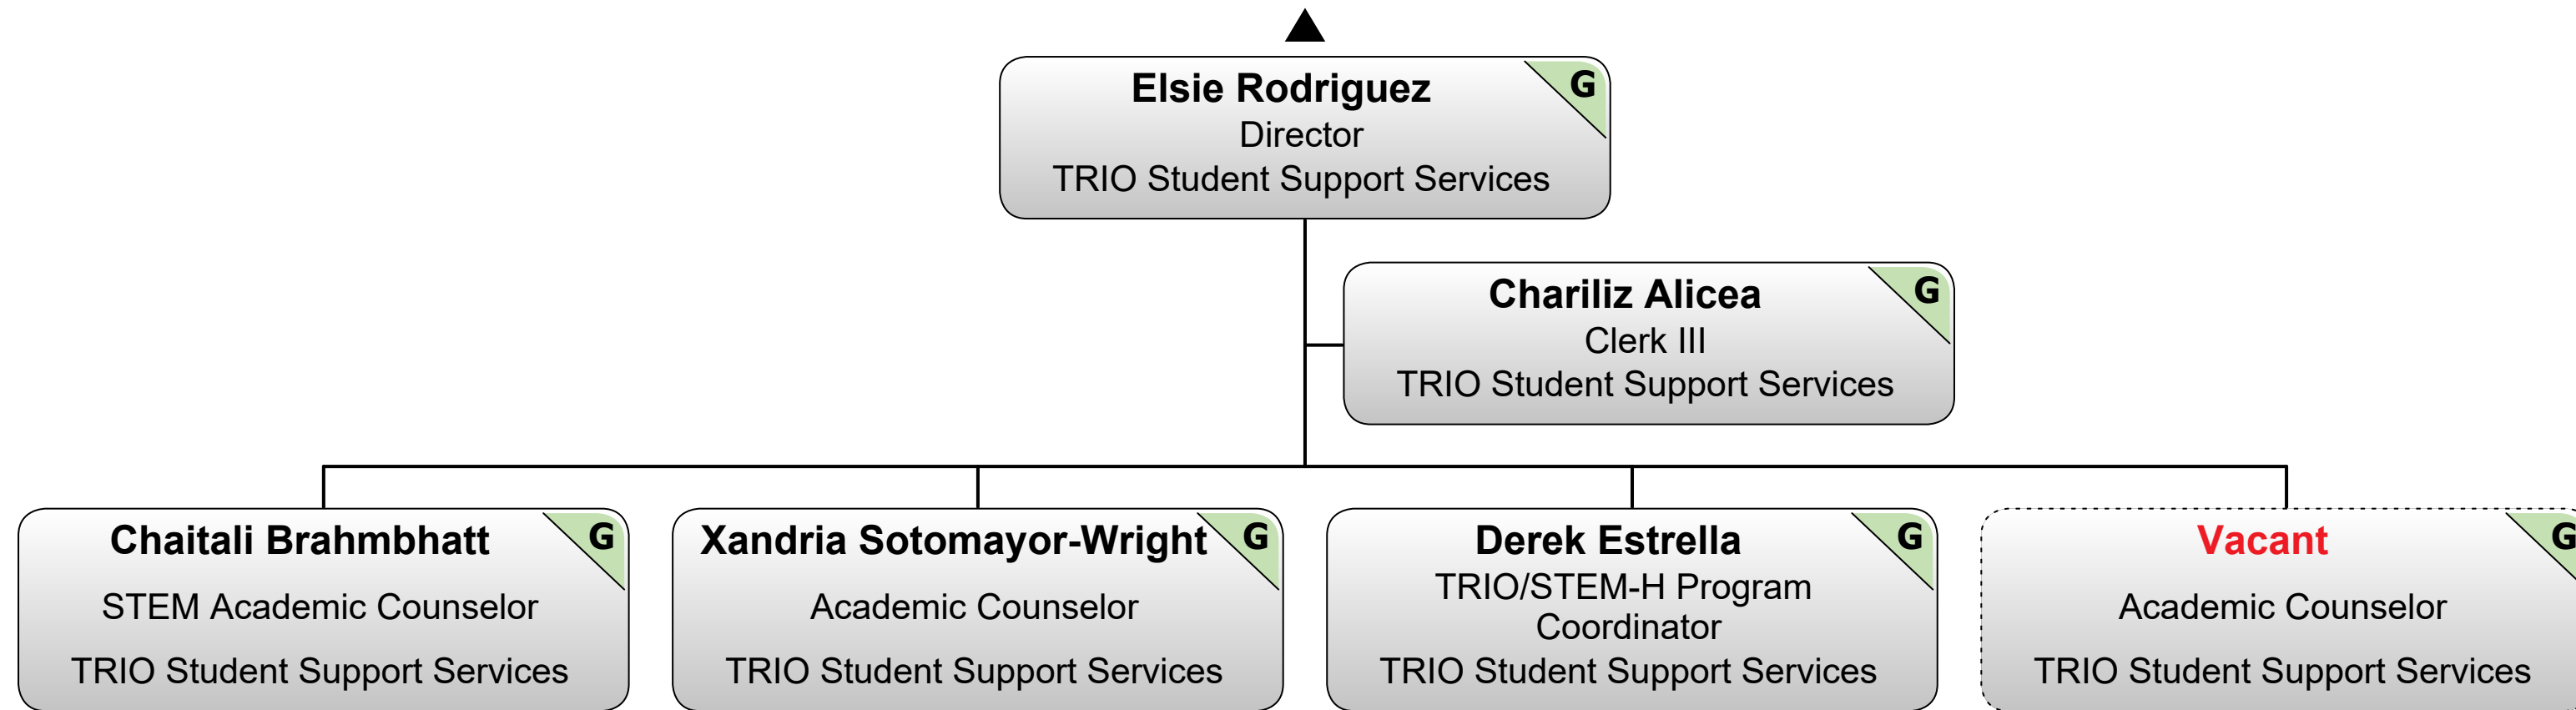 Elsie Rodriguez
G
Director
TRIO Student Support Services
Chariliz Alicea
G
Clerk III
TRIO Student Support Services
Chaitali Brahmbhatt
G
STEM Academic Counselor
TRIO Student Support Services
Xandria Sotomayor-Wright
G
Academic Counselor
TRIO Student Support Services
Derek Estrella
G
TRIO/STEM-H Program
Coordinator
TRIO Student Support Services
Vacant
G
Academic Counselor
TRIO Student Support Services